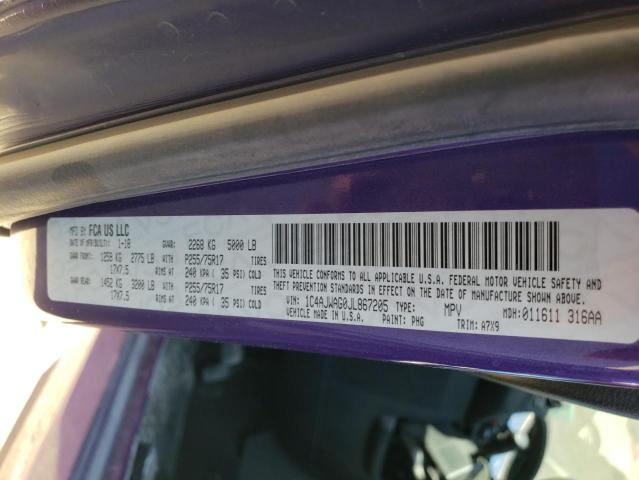 MFD BY: FCA US LLC
DATE OF MFR(BUILT): 1-18 GVWR: 2268 KG 5000 LB
GAWR FRONT: 1259 KG 2775 LB WITH P255/75R17 TIRES
17X7.5 RIMS AT 240 KPA ( 35 PSI) COLD
GAWR REAR: 1452 KG 3200 LB WITH P255/75R17 TIRES
17X7.5 RIMS AT 240 KPA ( 35 PSI) COLD
THIS VEHICLE CONFORMS TO ALL APPLICABLE U.S.A. FEDERAL MOTOR VEHICLE SAFETY AND
THEFT PREVENTION STANDARDS IN EFFECT ON THE DATE OF MANUFACTURE SHOWN ABOVE.
VIN: 1C4AJWAG0JL867205 TYPE: MPV MDH: 011611 316AA
VEHICLE MADE IN U.S.A. PAINT: PHG TRIM: A7X9